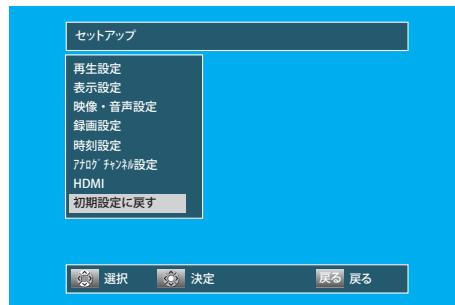 セットアップ
再生設定
表示設定
映像・音声設定
録画設定
時刻設定
ｱﾅﾛｸﾞ ﾁｬﾝﾈﾙ設定
HDMI
初期設定に戻す
選択 決定 戻る 戻る